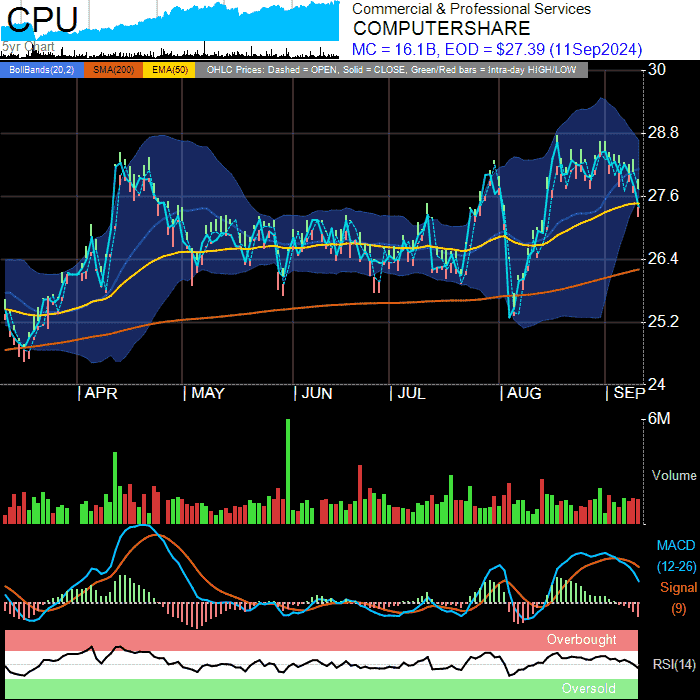 CPU
5yr Chart
Commercial & Professional Services
COMPUTERSHARE
MC = 16.1B, EOD = $27.39 (11Sep2024)
BollBands(20,2) SMA(200) EMA(50) OHLC Prices: Dashed = OPEN, Solid = CLOSE, Green/Red bars = Intra-day HIGH/LOW
30
28.8
27.6
26.4
25.2
24
APR MAY JUN JUL AUG SEP
6M
Volume
MACD
(12-26)
Signal
(9)
Overbought
RSI(14)
Oversold